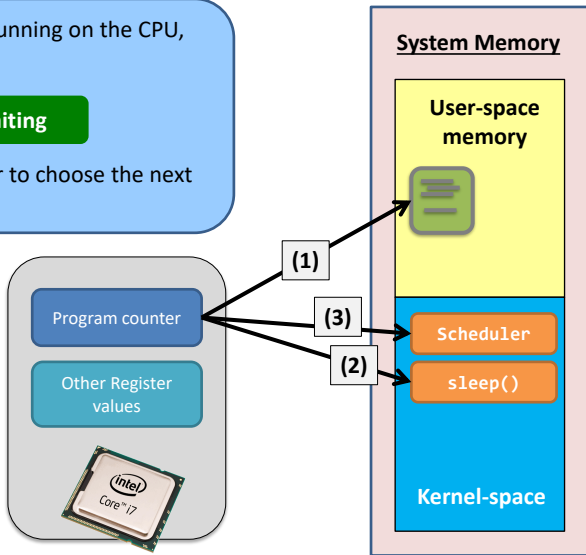 unning on the CPU,
iting
r to choose the next
System Memory
User-space
memory
(1)
Program counter
(3)
Scheduler
(2)
Other Register
values
sleep()
intel
Core™ i7
Kernel-space